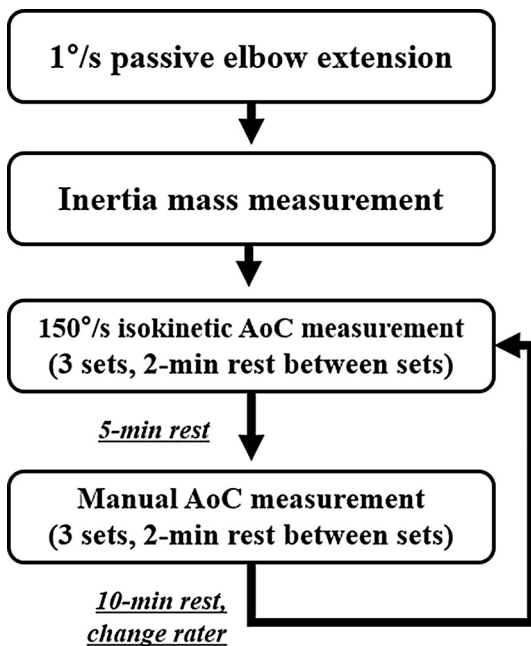 1°/s passive elbow extension
Inertia mass measurement
150°/s isokinetic AoC measurement
(3 sets, 2-min rest between sets)
5-min rest
Manual AoC measurement
(3 sets, 2-min rest between sets)
10-min rest,
change rater